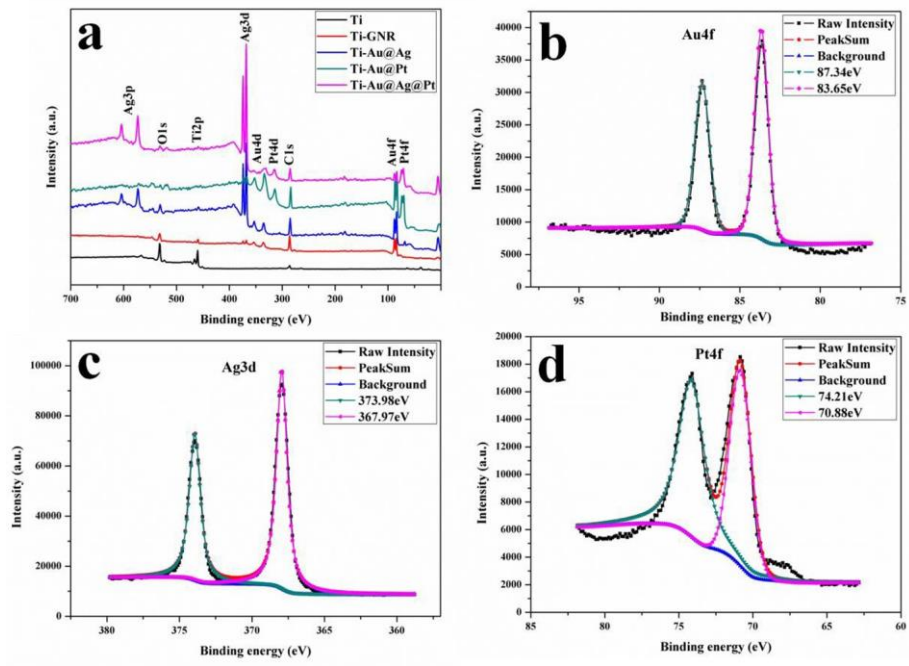 a
Ti
Ti-GNR
Ti-Au@Ag
Ti-Au@Pt
Ti-Au@Ag@Pt
Ag3p
O1s
Ti2p
Ag3d
Au4d
Pt4d
C1s
Au4f
Pt4f
Intensity (a.u.)
700 600 500 400 300 200 100
Binding energy (eV)
b
Au4f
Raw Intensity
PeakSum
Background
87.34eV
83.65eV
40000
35000
30000
25000
20000
15000
10000
5000
0
Intensity (a.u.)
95 90 85 80 75
Binding energy (eV)
c
Ag3d
Raw Intensity
PeakSum
Background
373.98eV
367.97eV
100000
80000
60000
40000
20000
0
Intensity (a.u.)
380 375 370 365 360
Binding energy (eV)
d
Pt4f
Raw Intensity
PeakSum
Background
74.21eV
70.88eV
20000
18000
16000
14000
12000
10000
8000
6000
4000
2000
0
Intensity (a.u.)
85 80 75 70 65 60
Binding energy (eV)